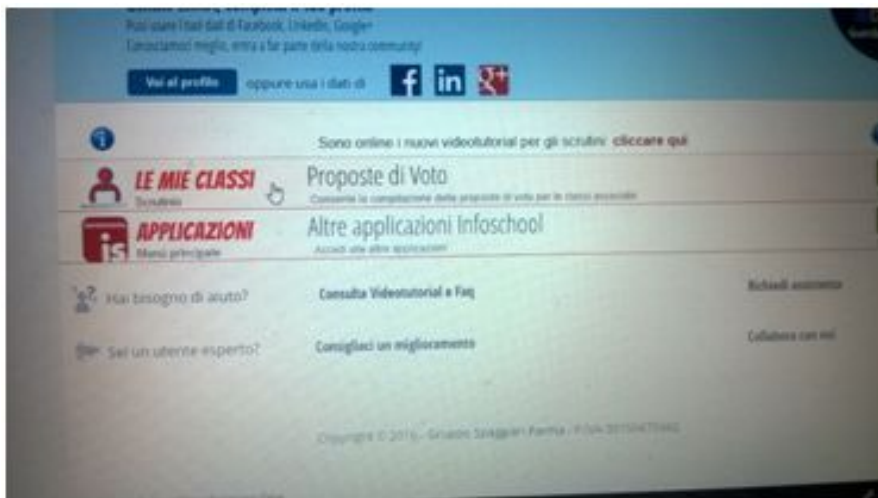 Puoi usare i tuoi dati di Facebook, Linkedin, Google+
Conosciamoci meglio, entra a far parte della nostra community!
Vai al profilo oppure usa i dati di f in g+
Sono online i nuovi videotutorial per gli scrutini: cliccare qui
LE MIE CLASSI Proposte di Voto
Scrutinio Consente la compilazione delle proposte di voto per le classi associate
APPLICAZIONI Altre applicazioni Infoschool
is Menù principale Accedi alle altre applicazioni
Hai bisogno di aiuto? Consulta Videotutorial e Faq Richiedi assistenza
Sei un utente esperto? Consigliaci un miglioramento Collabora con noi
Copyright © 2016 - Gruppo Spaggiari Parma - P.IVA